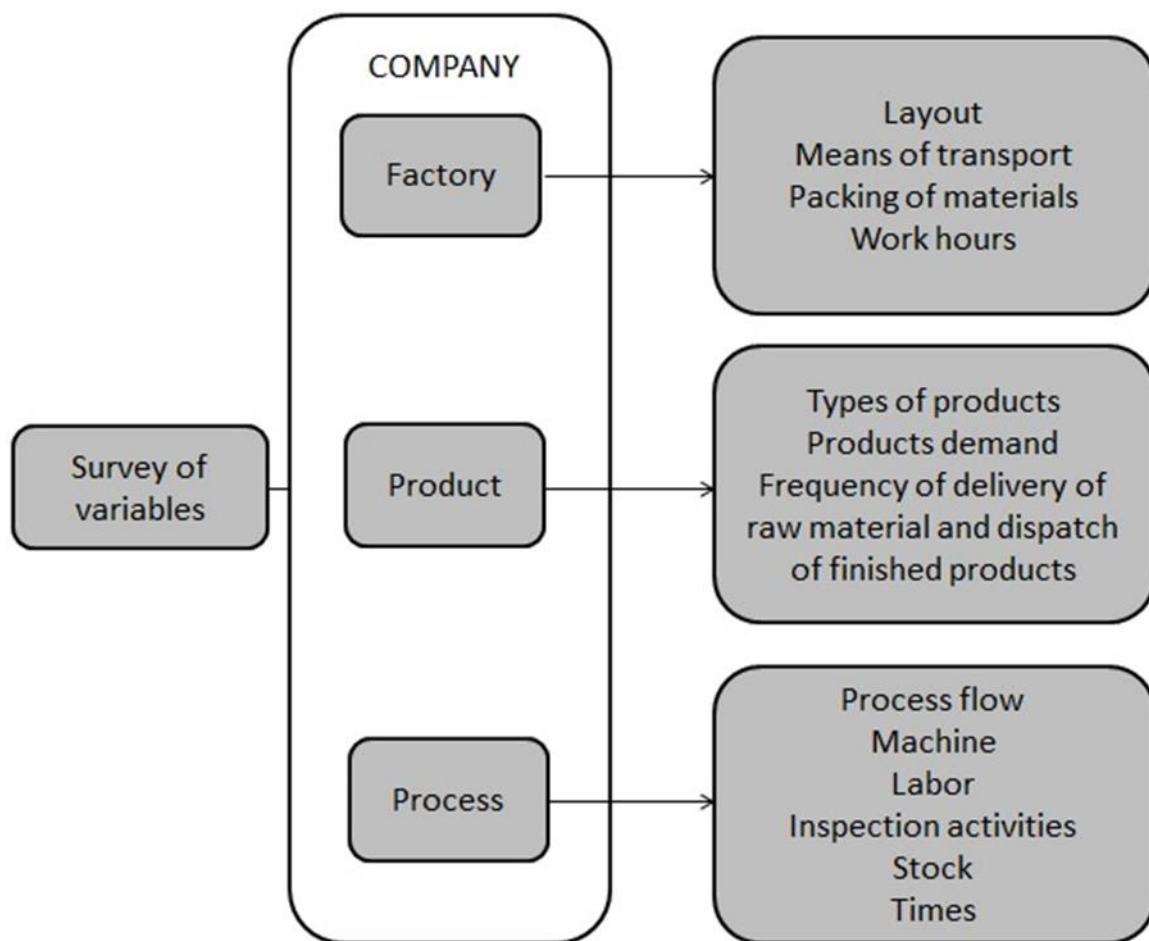 COMPANY
Factory
Layout
Means of transport
Packing of materials
Work hours
Survey of
variables
Product
Types of products
Products demand
Frequency of delivery of
raw material and dispatch
of finished products
Process
Process flow
Machine
Labor
Inspection activities
Stock
Times